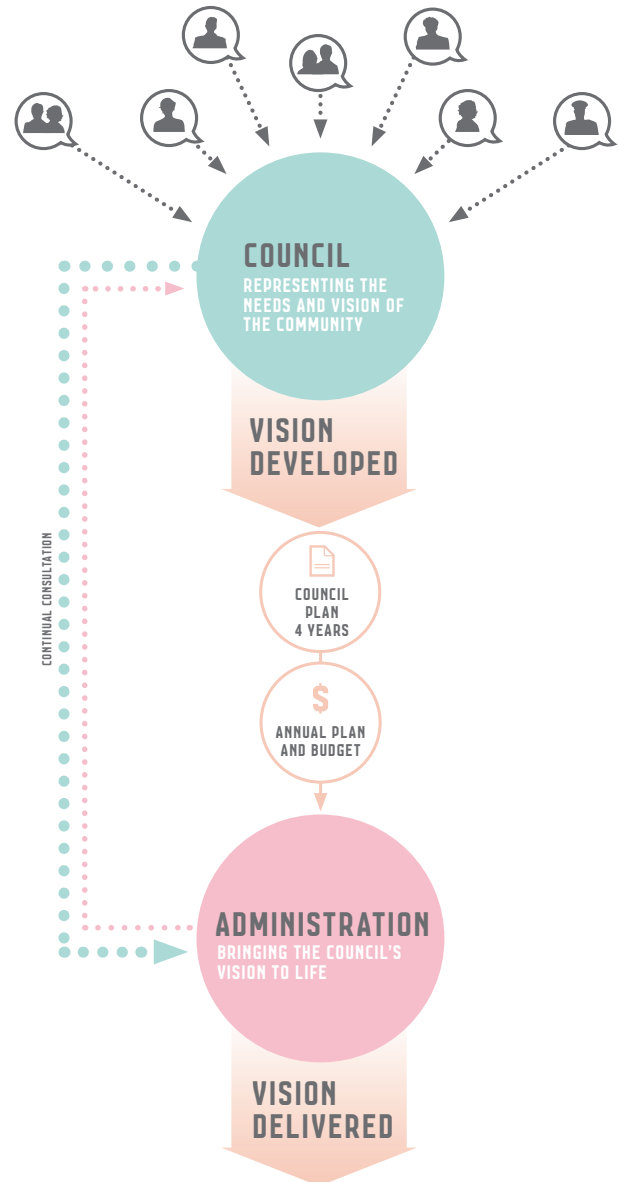 COUNCIL
REPRESENTING THE
NEEDS AND VISION OF
THE COMMUNITY
VISION
DEVELOPED
CONTINUAL CONSULTATION
COUNCIL
PLAN
4 YEARS
$
ANNUAL PLAN
AND BUDGET
ADMINISTRATION
BRINGING THE COUNCIL'S
VISION TO LIFE
VISION
DELIVERED